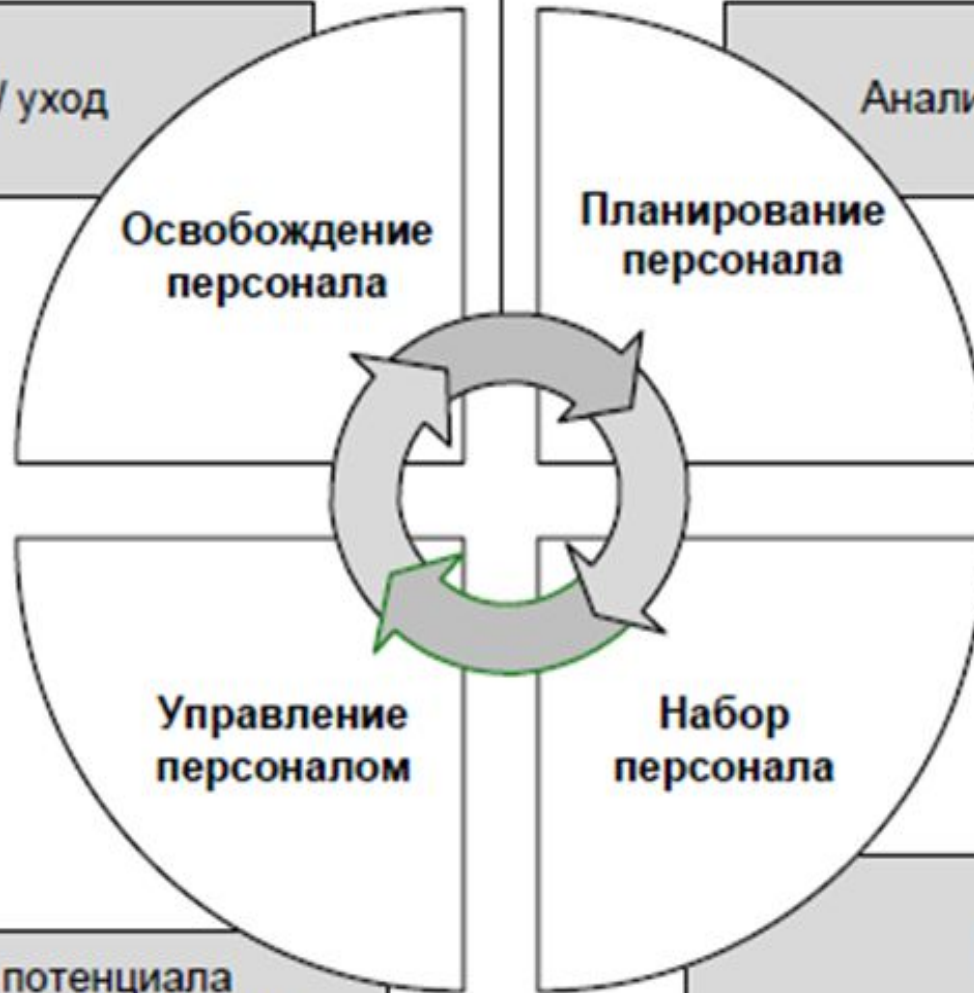 / уход
Анали
Освобождение
персонала
Планирование
персонала
Управление
персоналом
Набор
персонала
потенциала